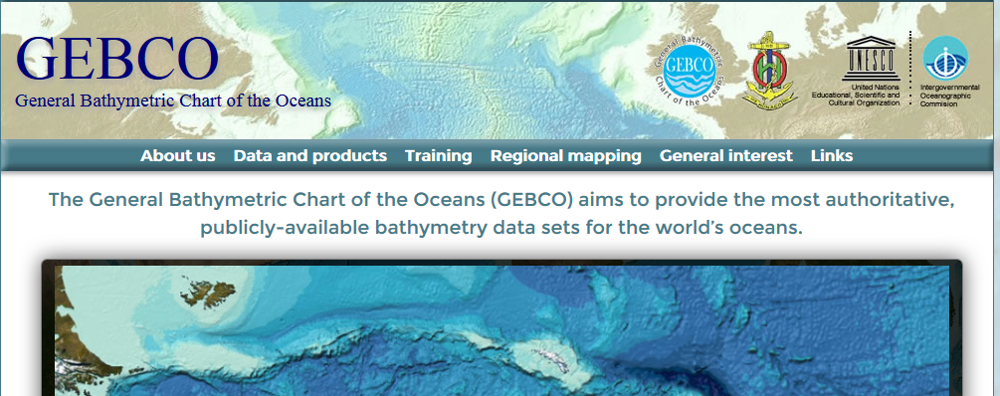 GEBCO
General Bathymetric Chart of the Oceans
General Bathymetric
GEBCO
Chart of the Oceans
UNESCO
United Nations
Educational, Scientific and
Cultural Organization
Intergovernmental
Oceanographic
Commision
About us Data and products Training Regional mapping General interest Links
The General Bathymetric Chart of the Oceans (GEBCO) aims to provide the most authoritative,
publicly-available bathymetry data sets for the world's oceans.